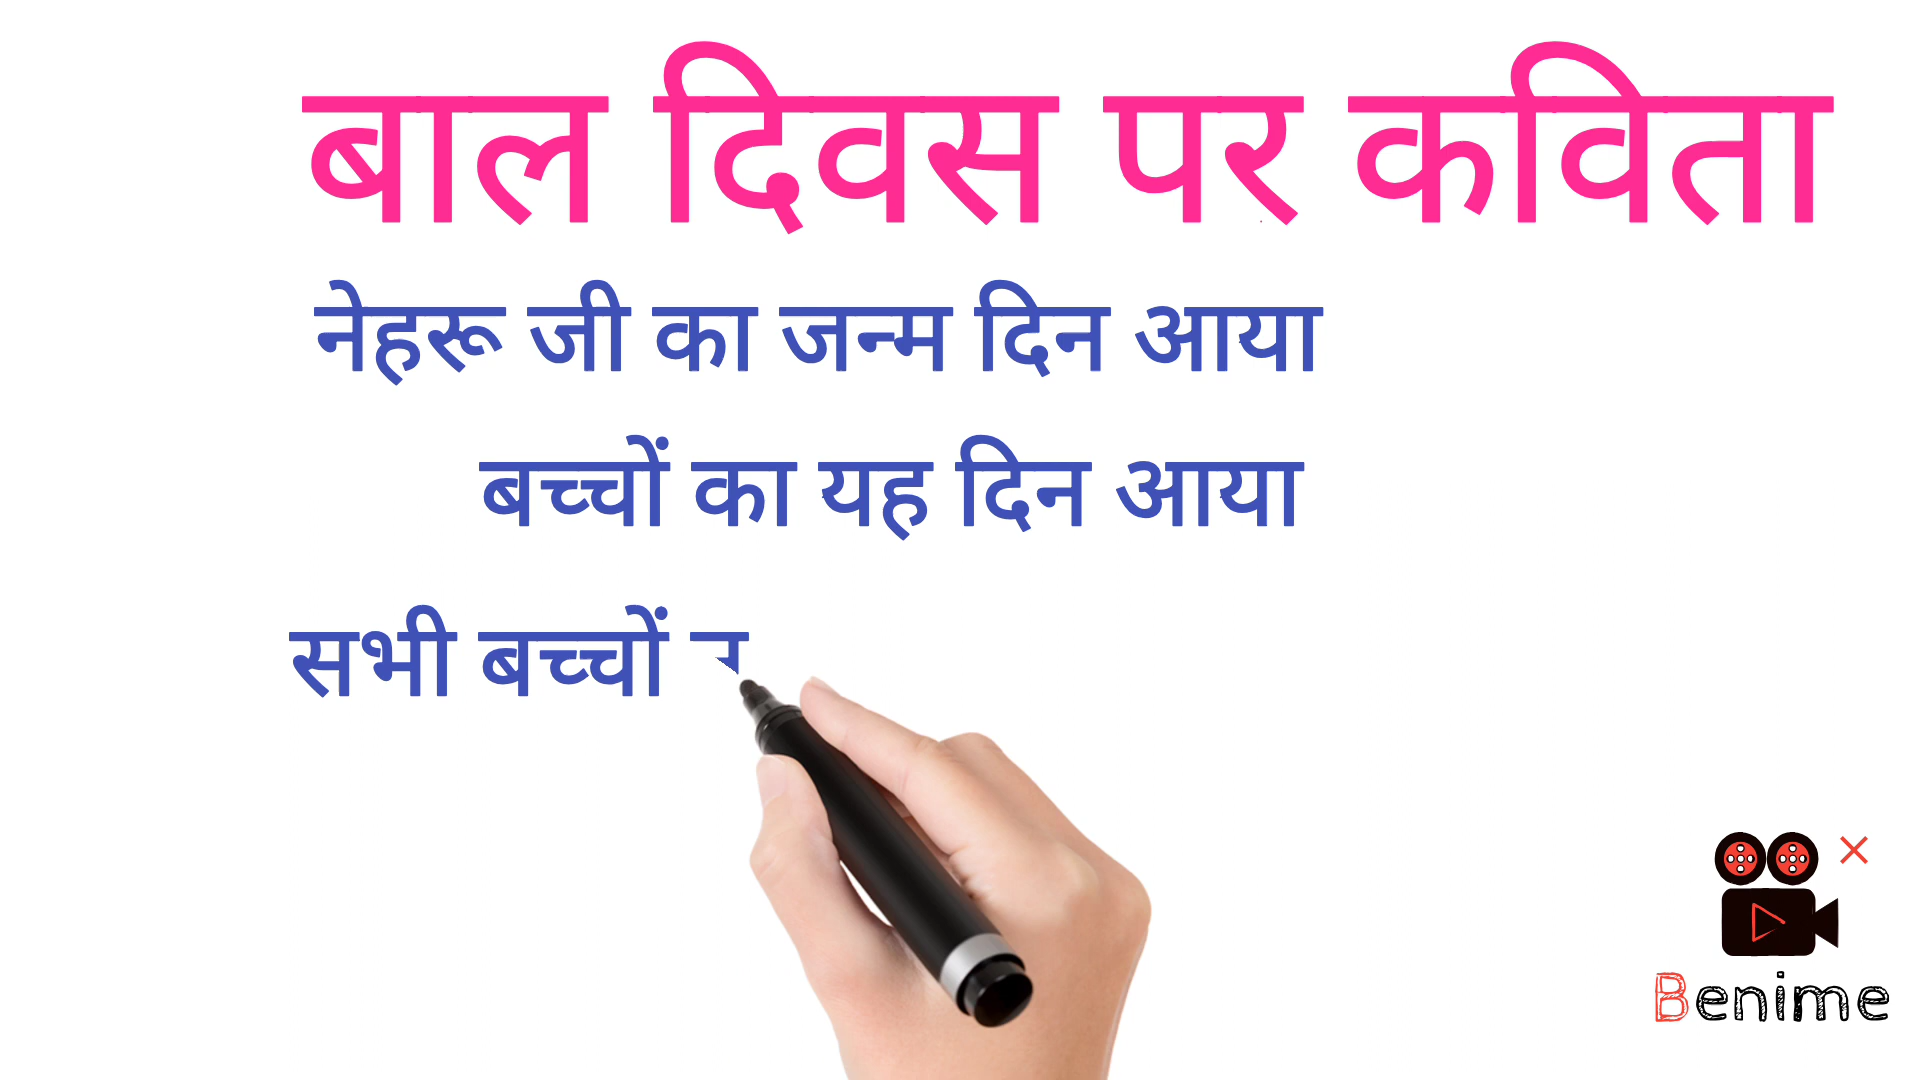 बाल दिवस पर कविता
नेहरू जी का जन्म दिन आया
बच्चों का यह दिन आया
सभी बच्चों
Benime